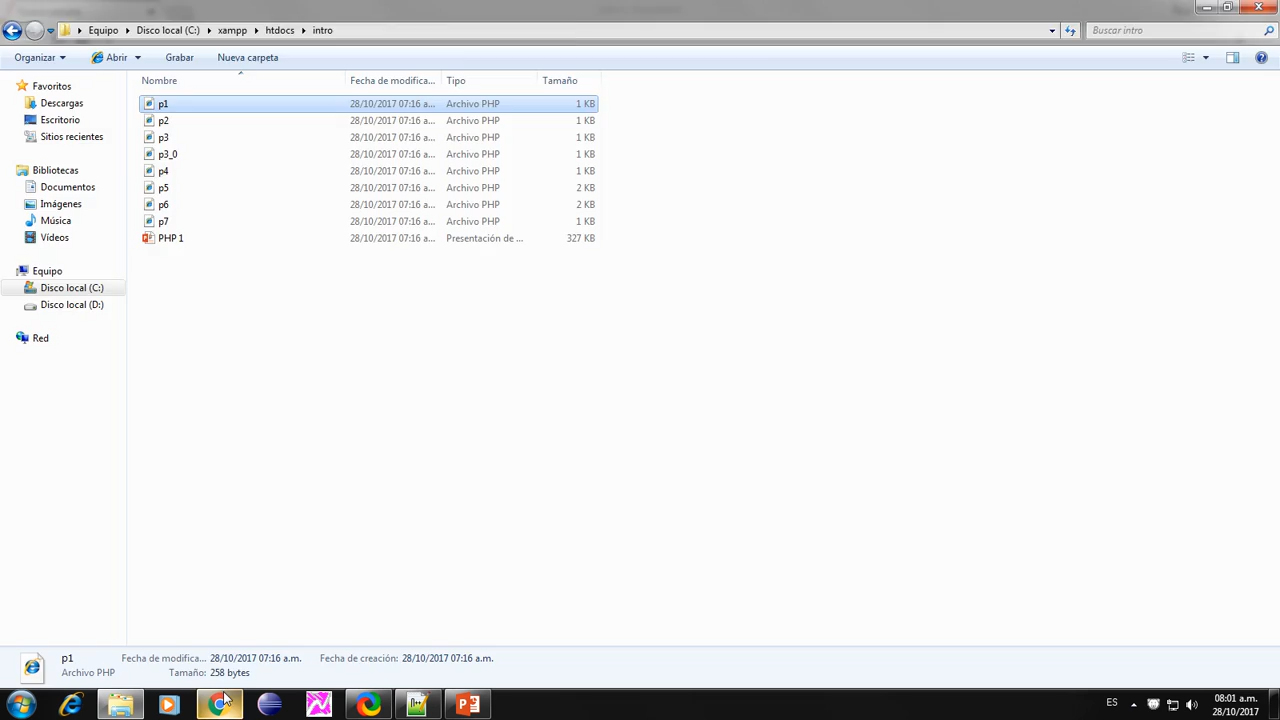 Equipo Disco local (C:) xampp htdocs intro Buscar intro
Organizar Abrir Grabar Nueva carpeta
Nombre Fecha de modifica... Tipo Tamaño
Favoritos
Descargas
Escritorio
Sitios recientes
Bibliotecas
Documentos
Imágenes
Música
Vídeos
Equipo
Disco local (C:)
Disco local (D:)
Red
p1 28/10/2017 07:16 a... Archivo PHP 1 KB
p2 28/10/2017 07:16 a... Archivo PHP 1 KB
p3 28/10/2017 07:16 a... Archivo PHP 1 KB
p3_0 28/10/2017 07:16 a... Archivo PHP 1 KB
p4 28/10/2017 07:16 a... Archivo PHP 1 KB
p5 28/10/2017 07:16 a... Archivo PHP 2 KB
p6 28/10/2017 07:16 a... Archivo PHP 2 KB
p7 28/10/2017 07:16 a... Archivo PHP 1 KB
PHP 1 28/10/2017 07:16 a... Presentación de ... 327 KB
p1 Fecha de modifica... 28/10/2017 07:16 a.m. Fecha de creación: 28/10/2017 07:16 a.m.
Archivo PHP Tamaño: 258 bytes
ES 08:01 a.m.
28/10/2017